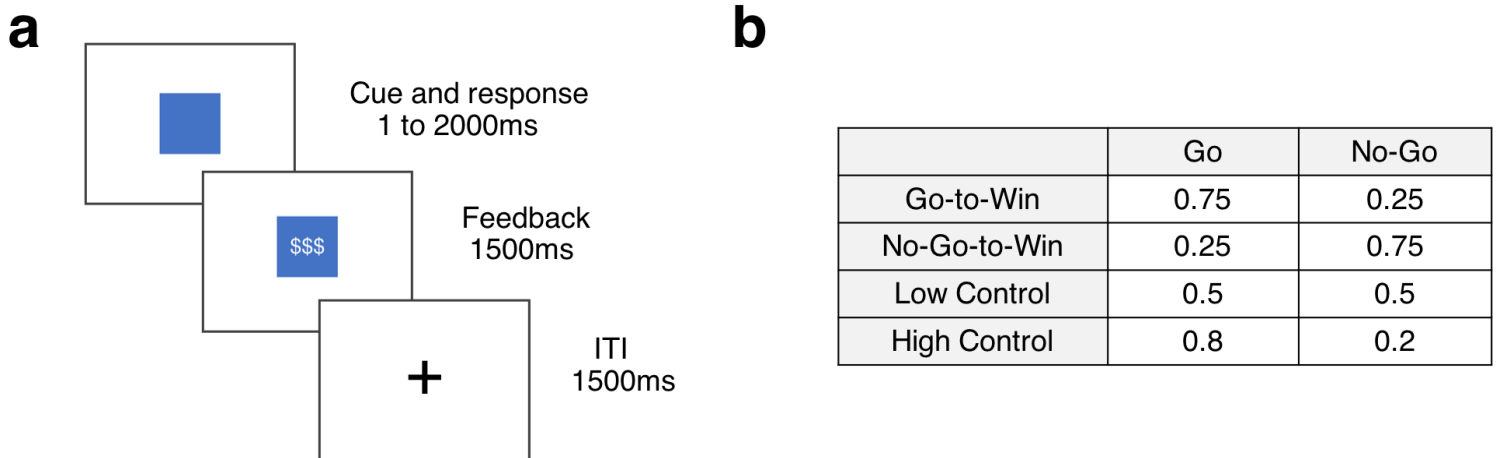 a
Cue and response
1 to 2000ms
$$$
Feedback
1500ms
+
ITI
1500ms
b
Go No-Go
Go-to-Win 0.75 0.25
No-Go-to-Win 0.25 0.75
Low Control 0.5 0.5
High Control 0.8 0.2